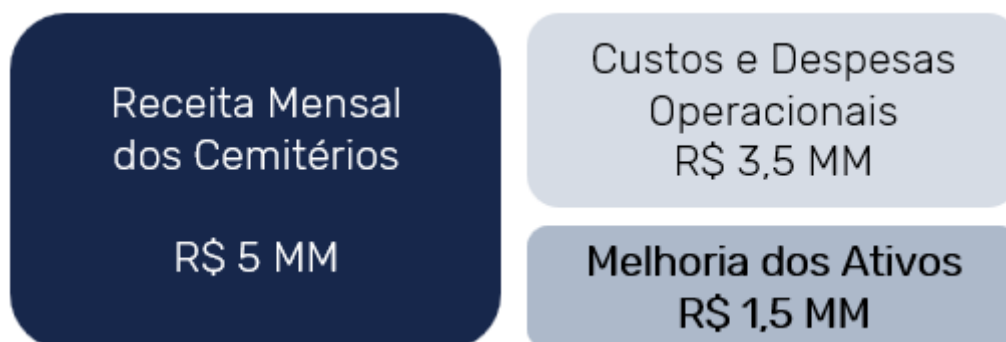 Receita Mensal
dos Cemitérios
R$ 5 MM
Custos e Despesas
Operacionais
R$ 3,5 MM
Melhoria dos Ativos
R$ 1,5 MM